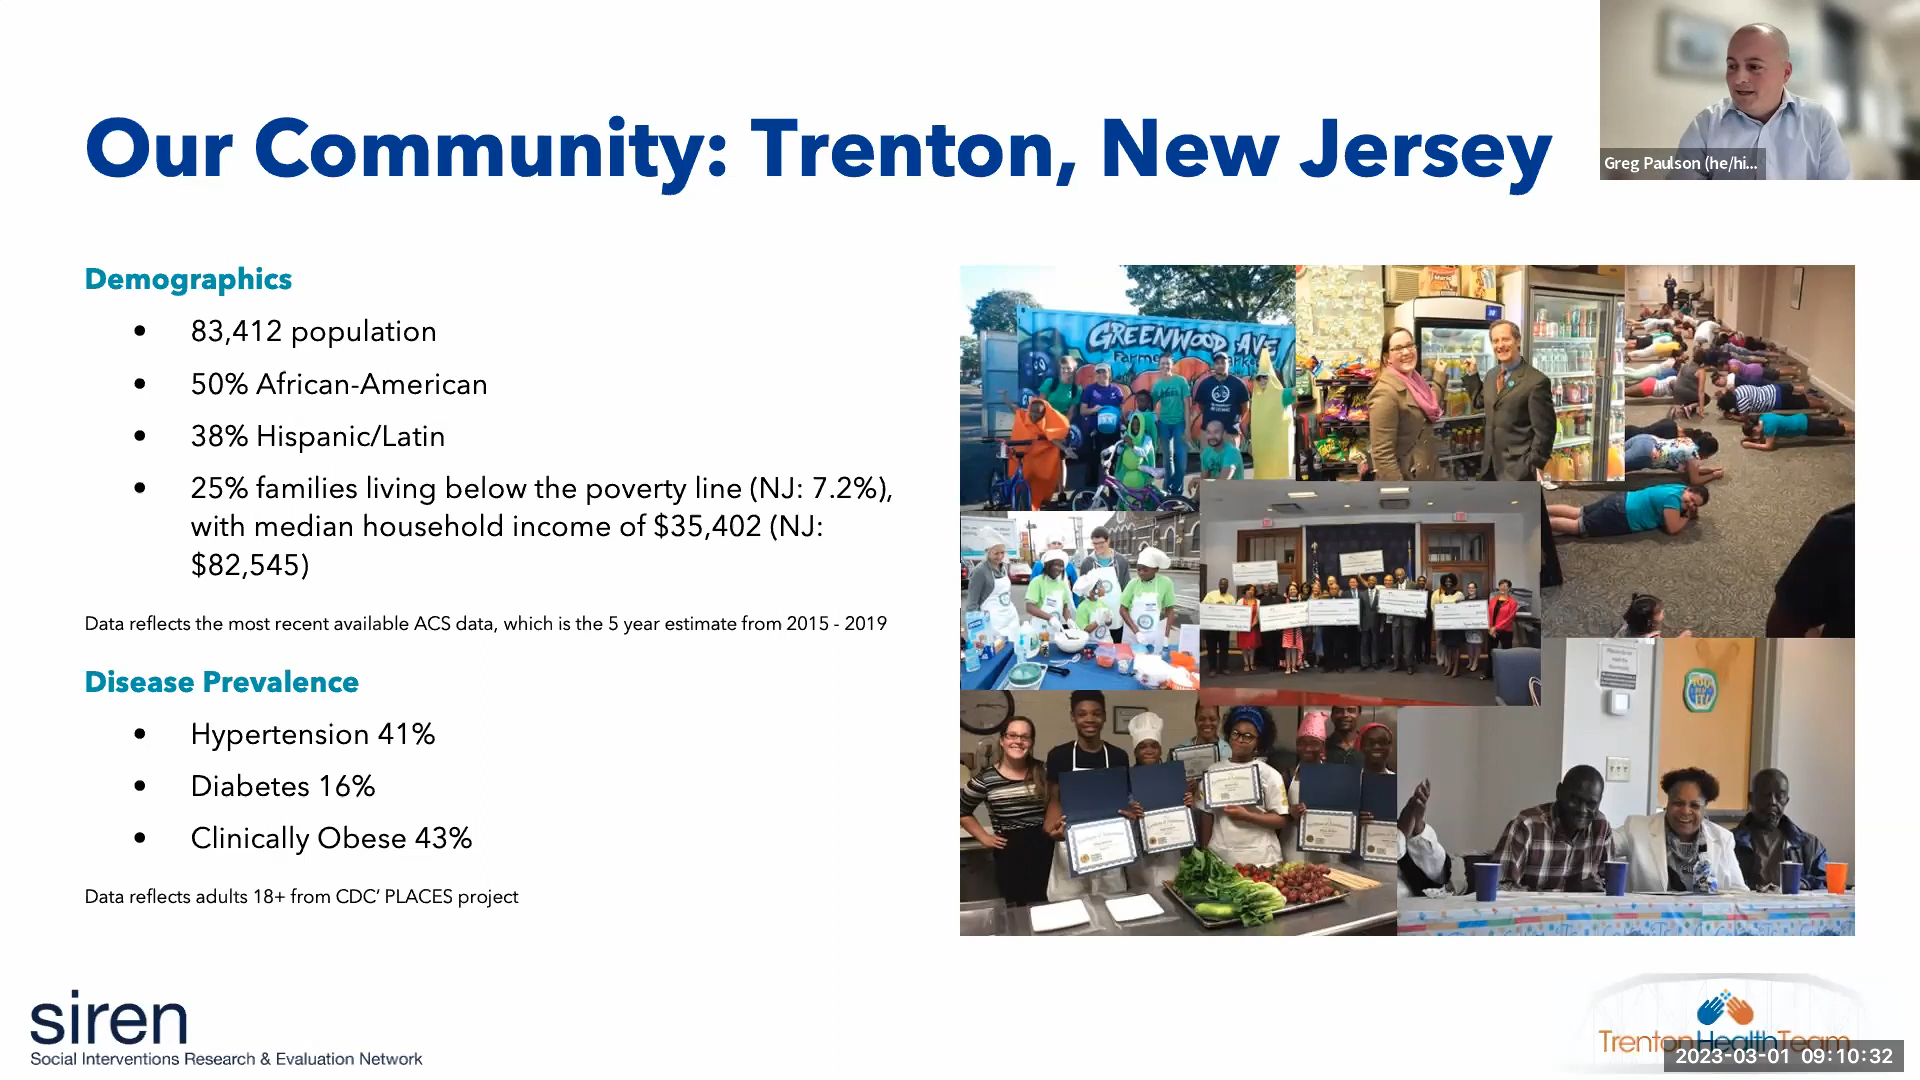 Our Community: Trenton, New Jersey
Greg Paulson (he/hi...
Demographics
• 83,412 population
• 50% African-American
• 38% Hispanic/Latin
• 25% families living below the poverty line (NJ: 7.2%),
with median household income of $35,402 (NJ:
$82,545)
Data reflects the most recent available ACS data, which is the 5 year estimate from 2015 - 2019
Disease Prevalence
• Hypertension 41%
• Diabetes 16%
• Clinically Obese 43%
Data reflects adults 18+ from CDC’ PLACES project
GREENWOOD AVE
siren
Social Interventions Research & Evaluation Network
TrentonHealthTeam
2023-03-01 09:10:32